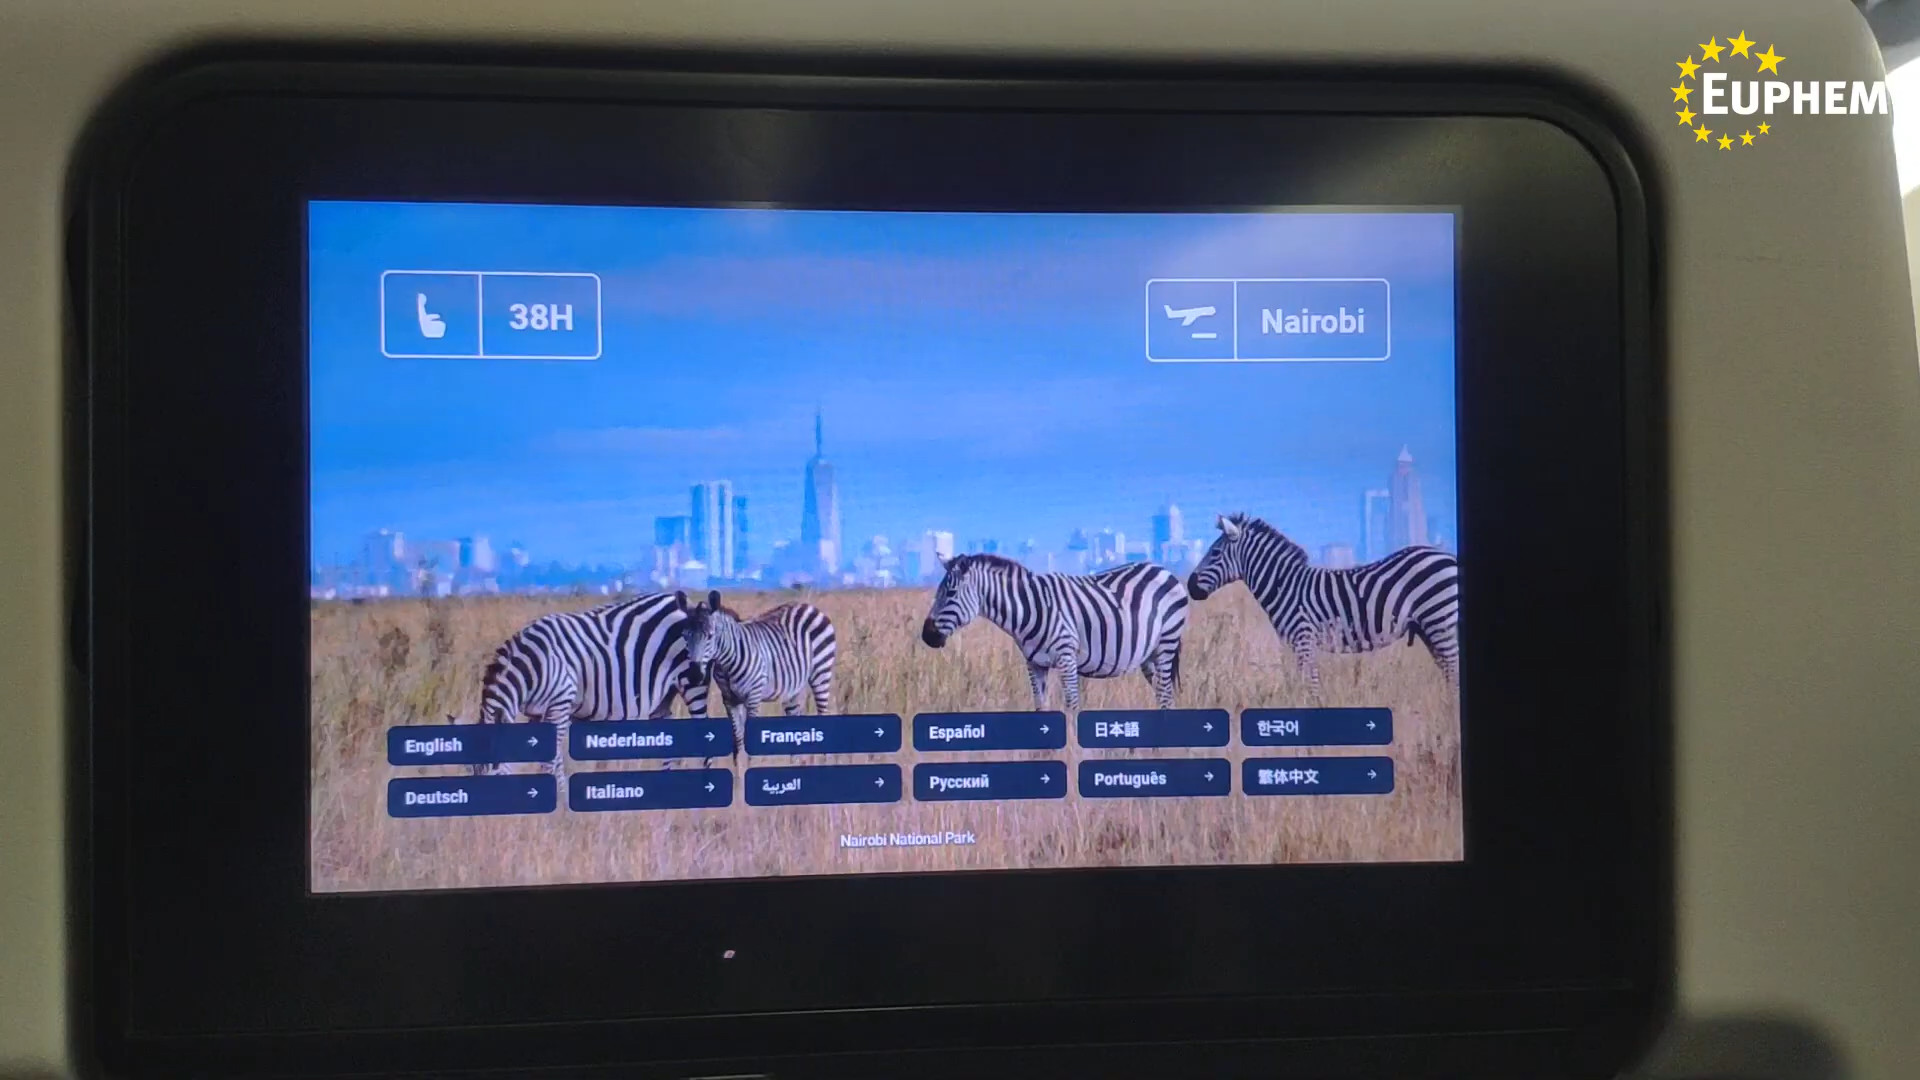 EUPHEM
38H
Nairobi
English
Nederlands
Français
Español
日本語
한국어
Deutsch
Italiano
العربية
Русский
Português
繁体中文
Nairobi National Park